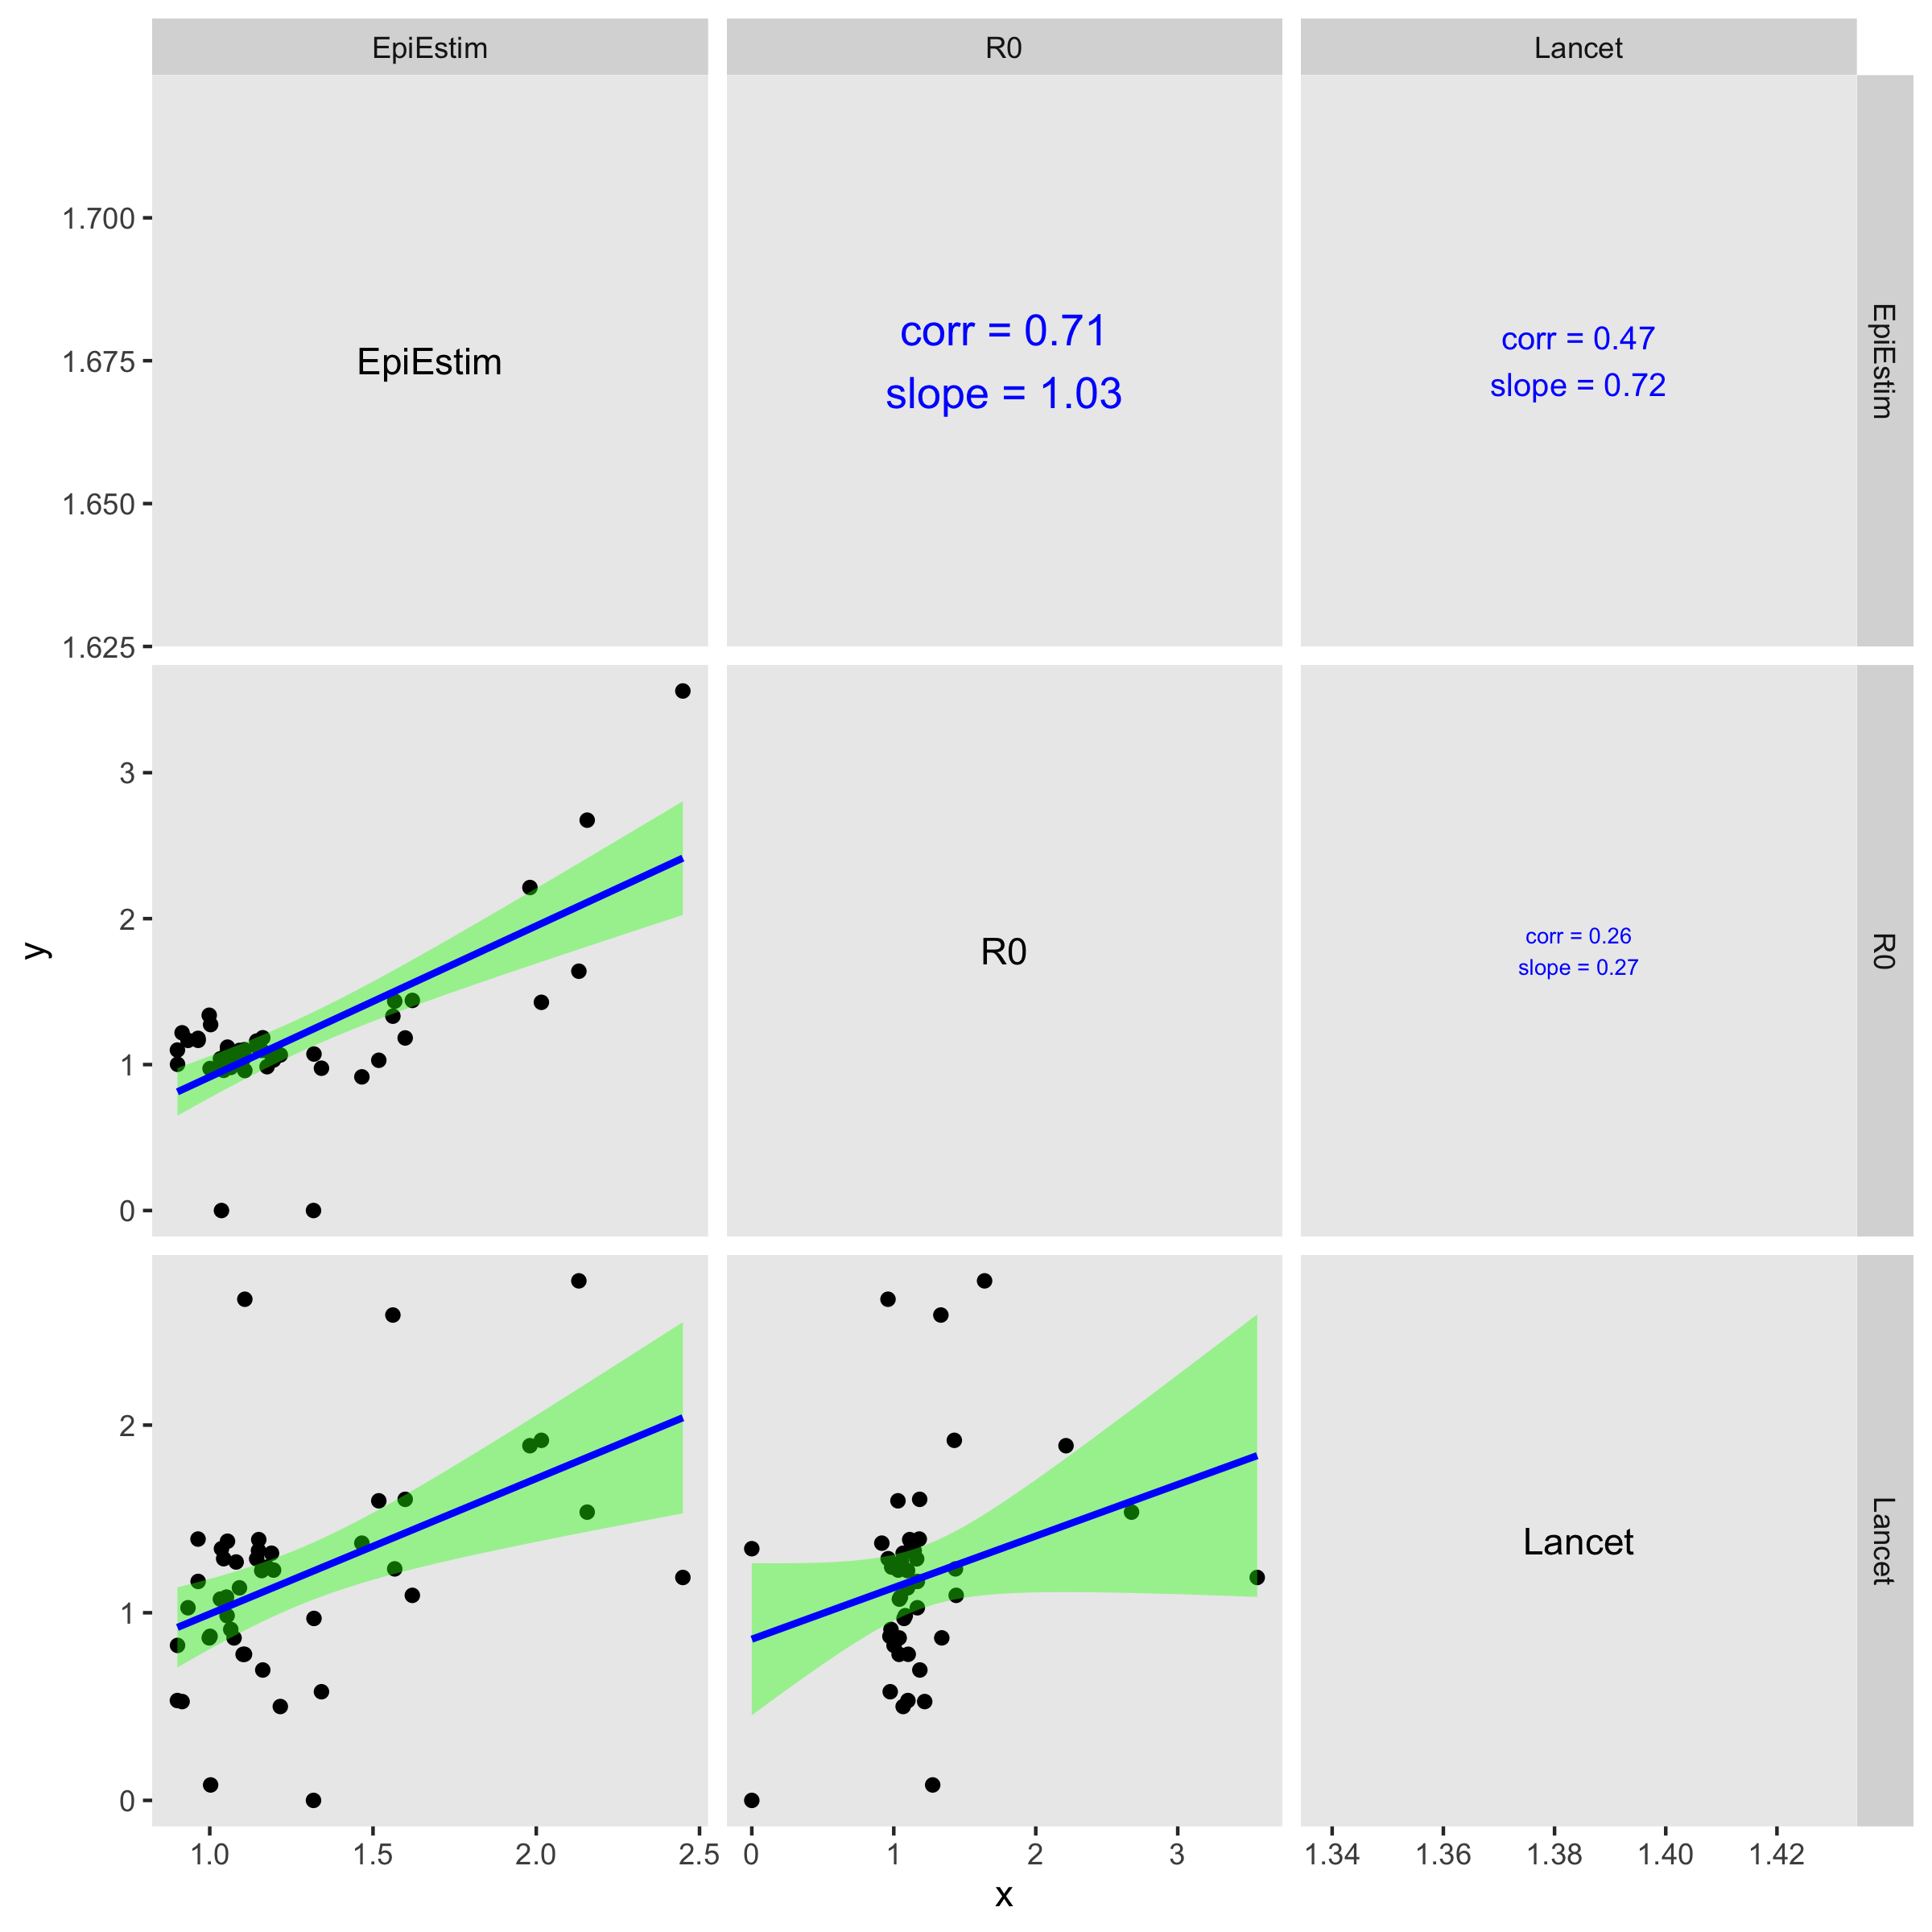 EpiEstim
R0
Lancet
1.700
1.675
1.650
1.625
EpiEstim
corr = 0.71
slope = 1.03
corr = 0.47
slope = 0.72
EpiEstim
3
2
1
0
R0
corr = 0.26
slope = 0.27
R0
y
2
1
0
Lancet
Lancet
1.0
1.5
2.0
2.5
0
1
2
3
1.34
1.36
1.38
1.40
1.42
x